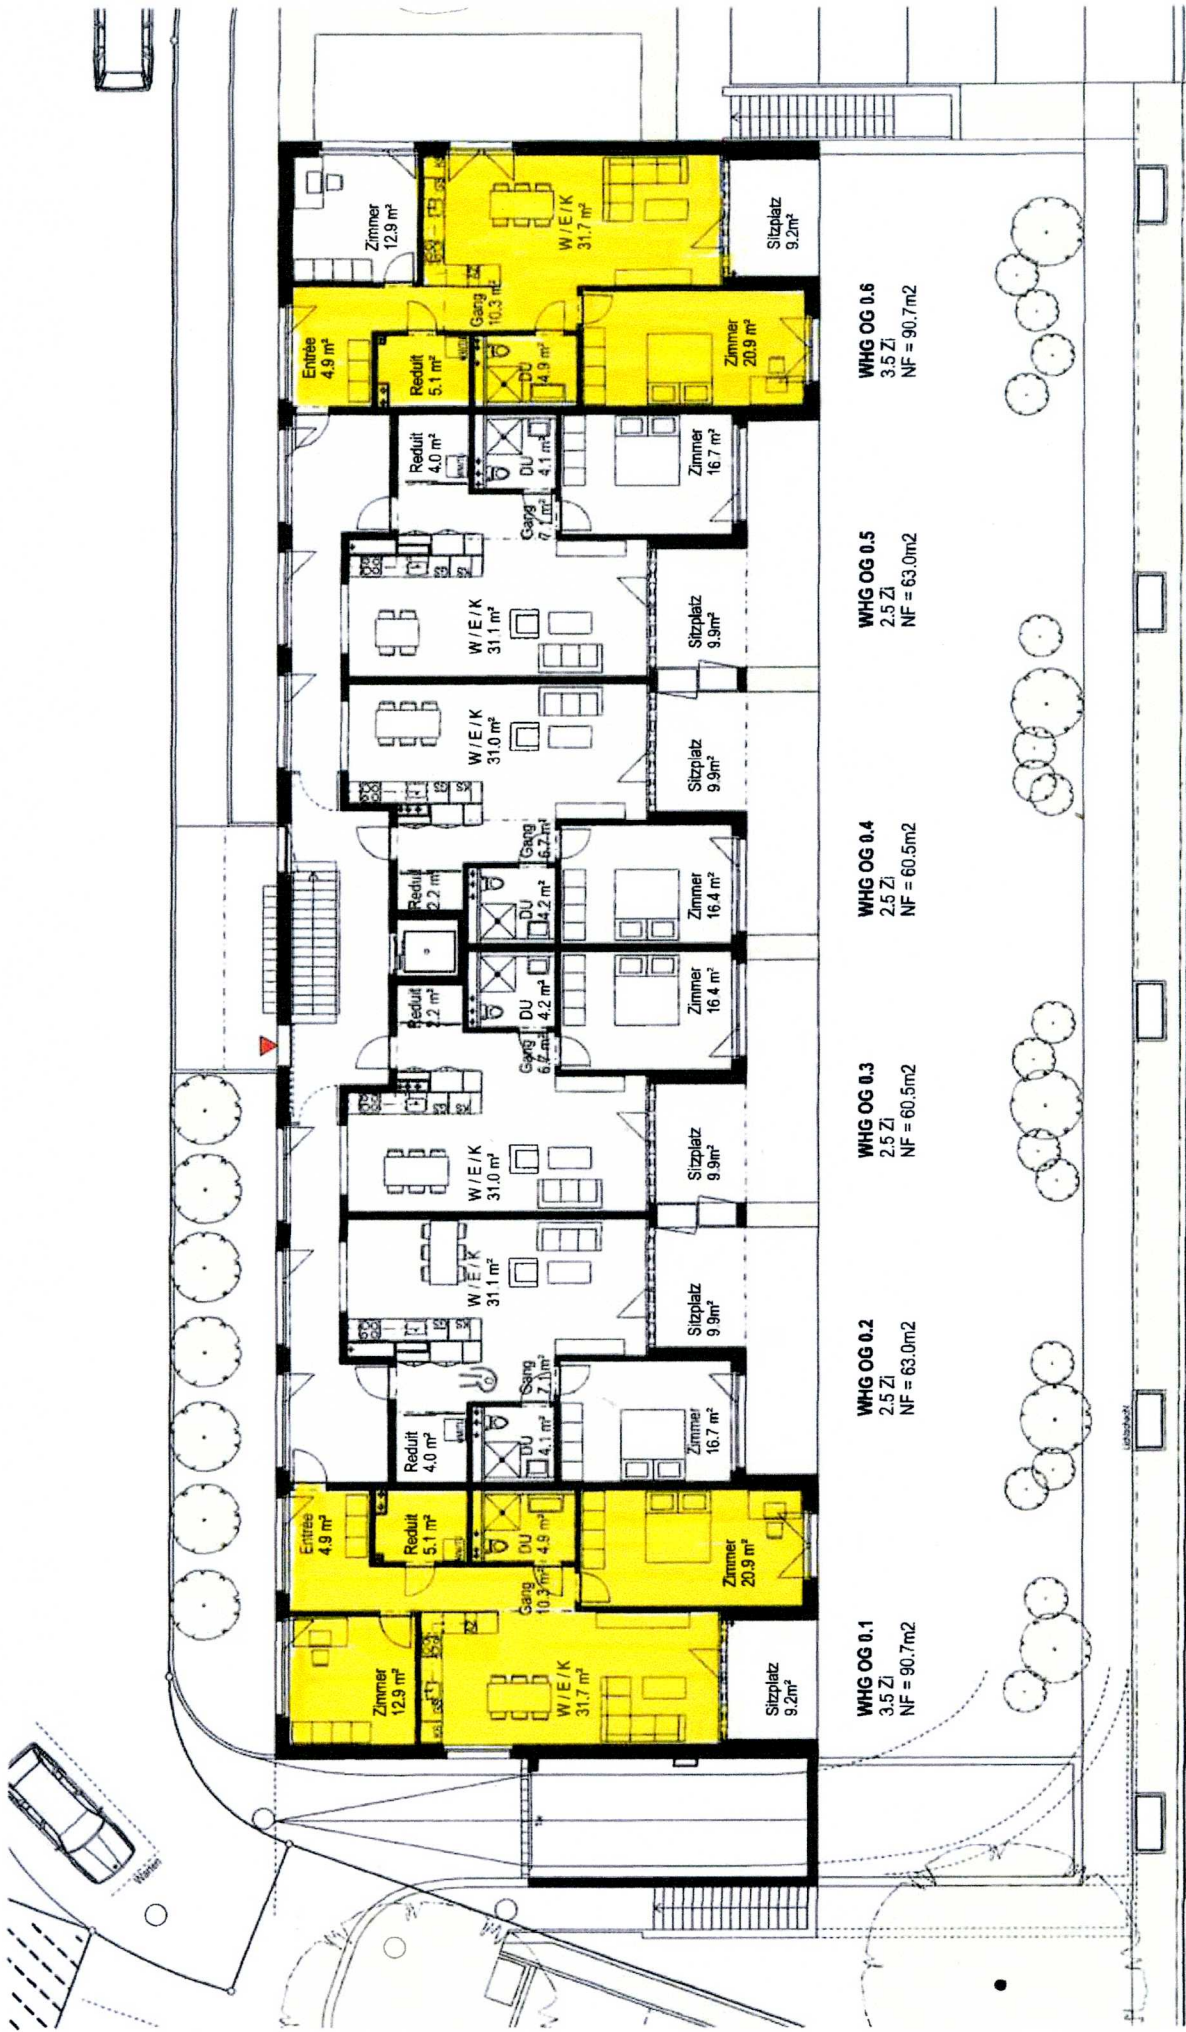 Entrée
4.9 m²
Zimmer
12.9 m²
Reduit
5.1 m²
Gang
10.3 m²
DU
4.9 m²
W / E / K
31.7 m²
Zimmer
20.9 m²
Sitzplatz
9.2m²
WHG OG 0.1
3.5 Zi
NF = 90.7m2
Reduit
4.0 m²
DU
4.1 m²
Gang
7.1 m²
W / E / K
31.1 m²
Zimmer
16.7 m²
Sitzplatz
9.9m²
WHG OG 0.2
2.5 Zi
NF = 63.0m2
W / E / K
31.0 m²
Reduit
2.2 m²
DU
4.2 m²
Gang
6.7 m²
Zimmer
16.4 m²
Sitzplatz
9.9m²
WHG OG 0.3
2.5 Zi
NF = 60.5m2
Reduit
2.2 m²
DU
4.2 m²
Gang
6.7 m²
W / E / K
31.0 m²
Zimmer
16.4 m²
Sitzplatz
9.9m²
WHG OG 0.4
2.5 Zi
NF = 60.5m2
W / E / K
31.1 m²
Reduit
4.0 m²
DU
4.1 m²
Gang
7.1 m²
Zimmer
16.7 m²
Sitzplatz
9.9m²
WHG OG 0.5
2.5 Zi
NF = 63.0m2
Entrée
4.9 m²
Zimmer
12.9 m²
Reduit
5.1 m²
Gang
10.3 m²
DU
4.9 m²
W / E / K
31.7 m²
Zimmer
20.9 m²
Sitzplatz
9.2m²
WHG OG 0.6
3.5 Zi
NF = 90.7m2
Warten
Lichtschacht